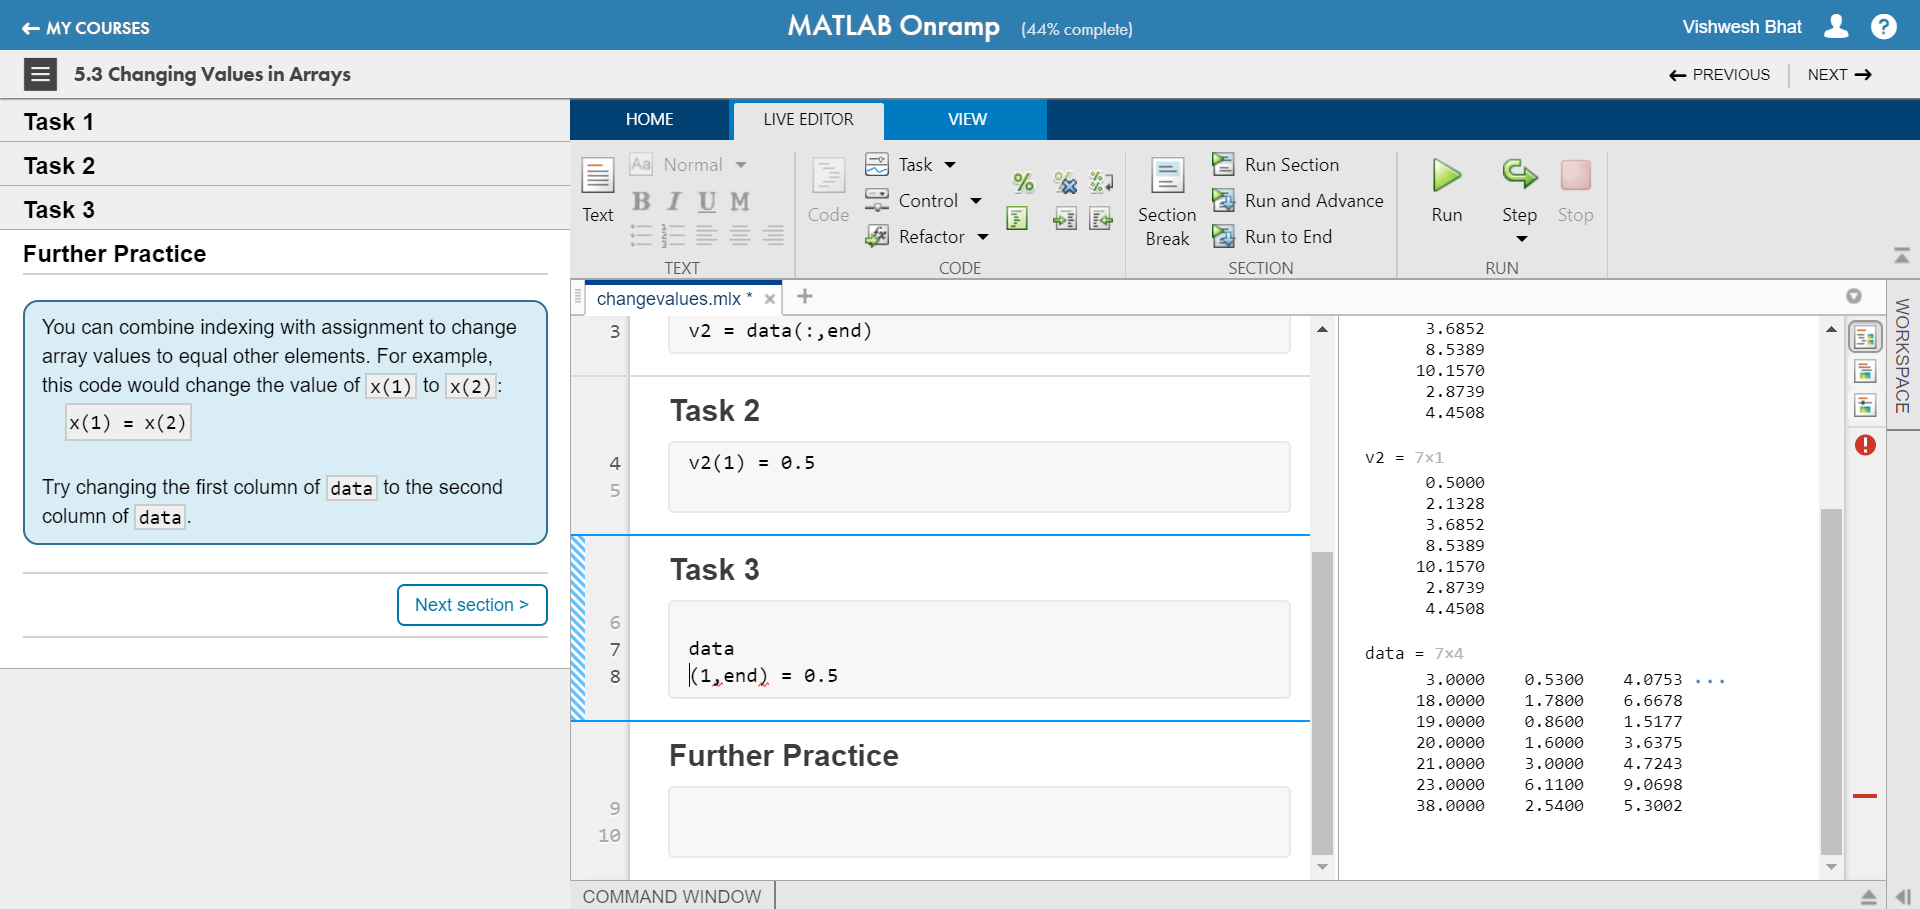 ← MY COURSES
MATLAB Onramp (44% complete)
Vishwesh Bhat
?
5.3 Changing Values in Arrays
← PREVIOUS
NEXT →
Task 1
Task 2
Task 3
Further Practice
You can combine indexing with assignment to change
array values to equal other elements. For example,
this code would change the value of x(1) to x(2):
x(1) = x(2)
Try changing the first column of data to the second
column of data.
Next section >
HOME
LIVE EDITOR
VIEW
Text
Aa Normal
B I U M
TEXT
Code
Task
Control
Refactor
CODE
Section
Break
Run Section
Run and Advance
Run to End
SECTION
Run
Step
Stop
RUN
changevalues.mlx *
3 v2 = data(:,end)
Task 2
4 v2(1) = 0.5
5
Task 3
6
7 data
8 (1,end) = 0.5
Further Practice
9
10
3.6852
8.5389
10.1570
2.8739
4.4508
v2 = 7×1
0.5000
2.1328
3.6852
8.5389
10.1570
2.8739
4.4508
data = 7×4
3.0000 0.5300 4.0753 ...
18.0000 1.7800 6.6678
19.0000 0.8600 1.5177
20.0000 1.6000 3.6375
21.0000 3.0000 4.7243
23.0000 6.1100 9.0698
38.0000 2.5400 5.3002
WORKSPACE
COMMAND WINDOW